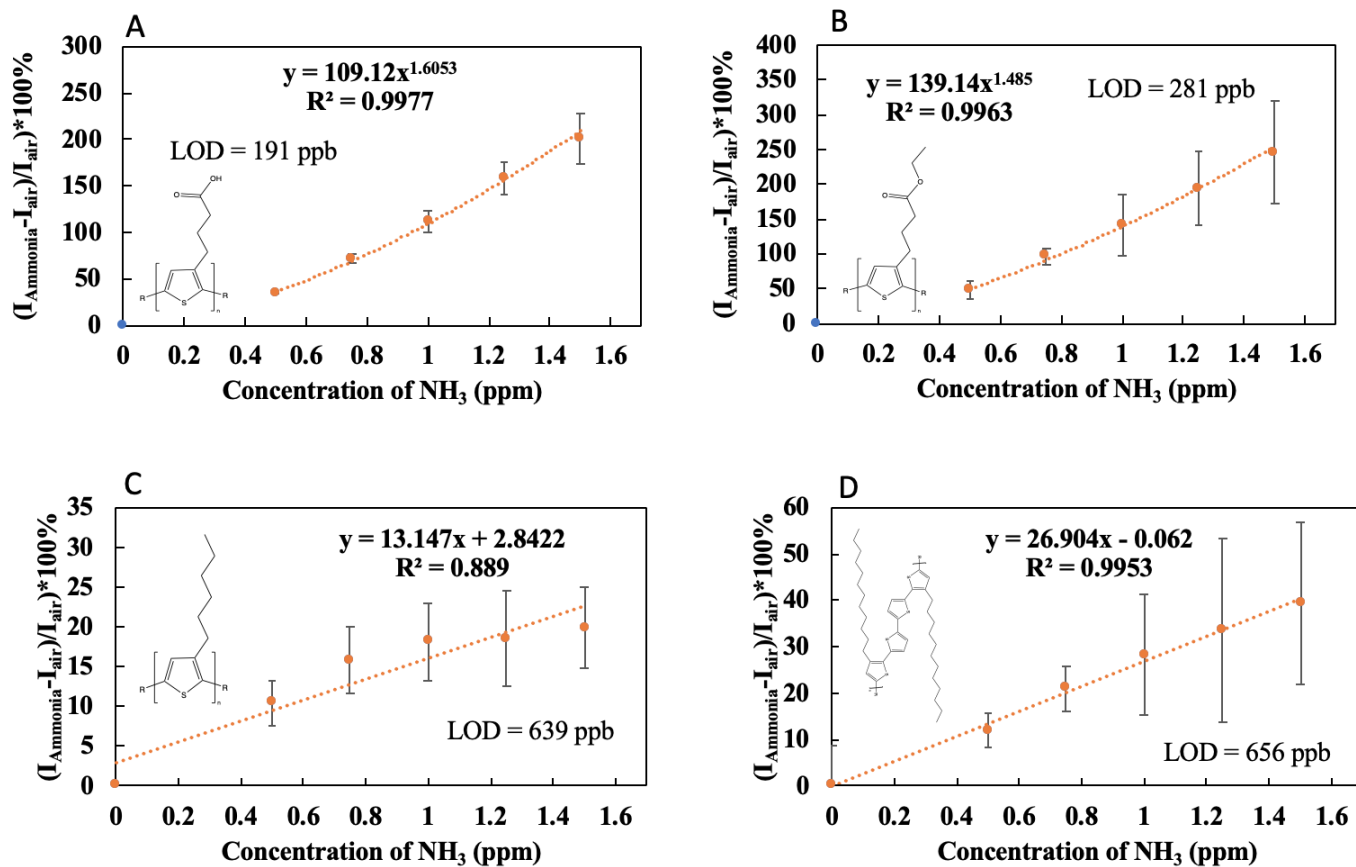 A
(I_Ammonia-I_air)/I_air)*100%
300
250
200
150
100
50
0
y = 109.12x^1.6053
R² = 0.9977
LOD = 191 ppb
O
OH
R
S
R
n
0 0.2 0.4 0.6 0.8 1 1.2 1.4 1.6
Concentration of NH₃ (ppm)
B
(I_Ammonia-I_air)/I_air)*100%
400
350
300
250
200
150
100
50
0
y = 139.14x^1.485
R² = 0.9963
LOD = 281 ppb
O
O
R
S
R
n
0 0.2 0.4 0.6 0.8 1 1.2 1.4 1.6
Concentration of NH₃ (ppm)
C
(I_Ammonia-I_air)/I_air)*100%
35
30
25
20
15
10
5
0
y = 13.147x + 2.8422
R² = 0.889
R
S
R
n
LOD = 639 ppb
0 0.2 0.4 0.6 0.8 1 1.2 1.4 1.6
Concentration of NH₃ (ppm)
D
(I_Ammonia-I_air)/I_air)*100%
60
50
40
30
20
10
0
y = 26.904x - 0.062
R² = 0.9953
LOD = 656 ppb
0 0.2 0.4 0.6 0.8 1 1.2 1.4 1.6
Concentration of NH₃ (ppm)